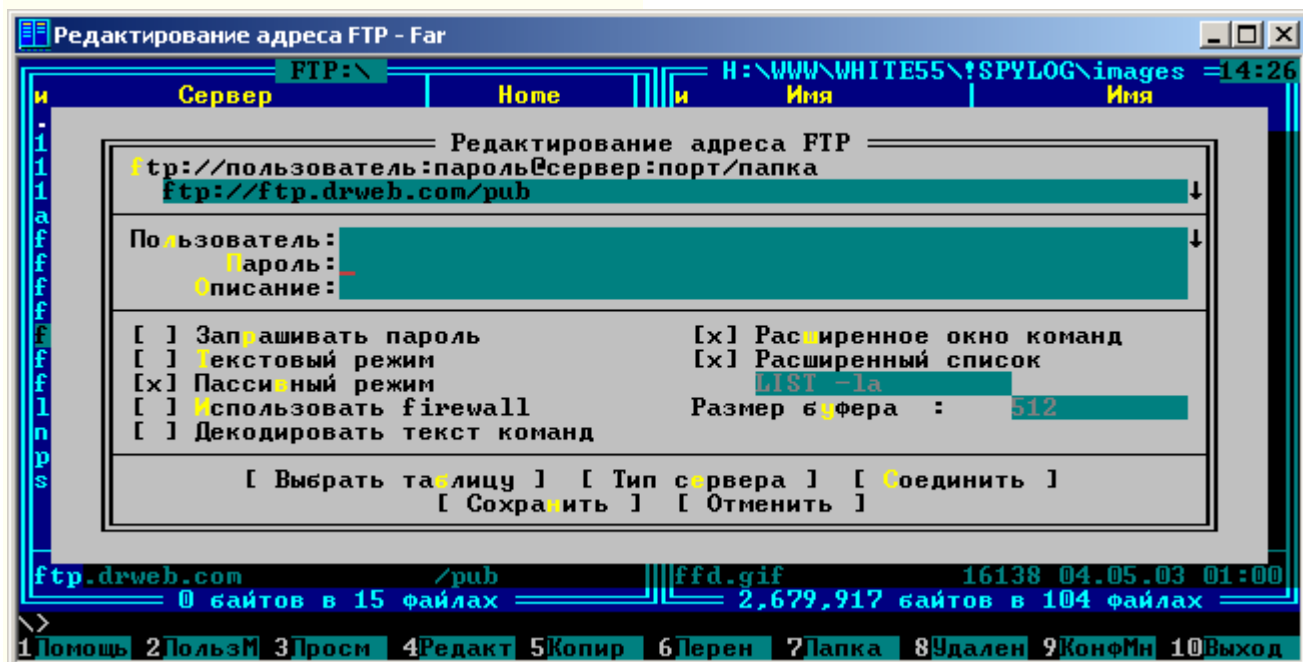 Редактирование адреса FTP - Far
FTP:\ H:\WWW\WHITE55\!SPYLOG\images 14:26
и Сервер Home и Имя Имя
Редактирование адреса FTP
ftp://пользователь:пароль@сервер:порт/папка
ftp://ftp.drweb.com/pub
Пользователь:
Пароль:
Описание:
[ ] Запрашивать пароль [x] Расширенное окно команд
[ ] Текстовый режим [x] Расширенный список
[x] Пассивный режим LIST -la
[ ] Использовать firewall Размер буфера : 512
[ ] Декодировать текст команд
[ Выбрать таблицу ] [ Тип сервера ] [ Соединить ]
[ Сохранить ] [ Отменить ]
ftp.drweb.com /pub ffd.gif 16138 04.05.03 01:00
0 байтов в 15 файлах 2,679,917 байтов в 104 файлах
\>
1Помощь 2ПользМ 3Просм 4Редакт 5Копир 6Перен 7Папка 8Удален 9КонфМн 10Выход